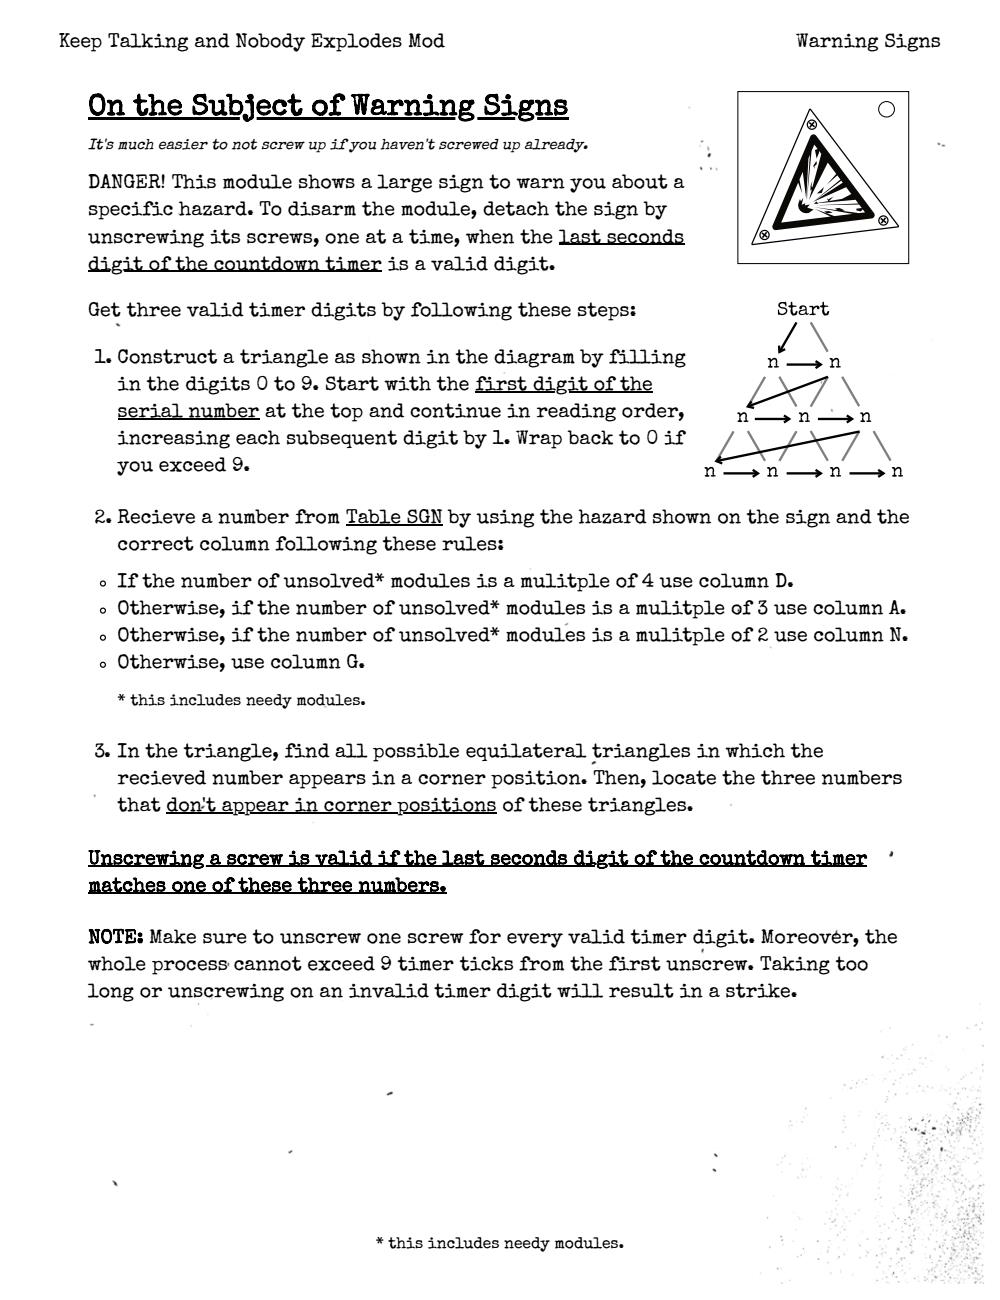 Keep Talking and Nobody Explodes Mod
Warning Signs
On the Subject of Warning Signs
It's much easier to not screw up if you haven't screwed up already.
DANGER! This module shows a large sign to warn you about a
specific hazard. To disarm the module, detach the sign by
unscrewing its screws, one at a time, when the last seconds
digit of the countdown timer is a valid digit.
Get three valid timer digits by following these steps:
1. Construct a triangle as shown in the diagram by filling
in the digits 0 to 9. Start with the first digit of the
serial number at the top and continue in reading order,
increasing each subsequent digit by 1. Wrap back to 0 if
you exceed 9.
Start
n n
n n n
n n n n
2. Recieve a number from Table SGN by using the hazard shown on the sign and the
correct column following these rules:
If the number of unsolved* modules is a mulitple of 4 use column D.
Otherwise, if the number of unsolved* modules is a mulitple of 3 use column A.
Otherwise, if the number of unsolved* modules is a mulitple of 2 use column N.
Otherwise, use column G.
* this includes needy modules.
3. In the triangle, find all possible equilateral triangles in which the
recieved number appears in a corner position. Then, locate the three numbers
that don't appear in corner positions of these triangles.
Unscrewing a screw is valid if the last seconds digit of the countdown timer
matches one of these three numbers.
NOTE: Make sure to unscrew one screw for every valid timer digit. Moreover, the
whole process cannot exceed 9 timer ticks from the first unscrew. Taking too
long or unscrewing on an invalid timer digit will result in a strike.
* this includes needy modules.